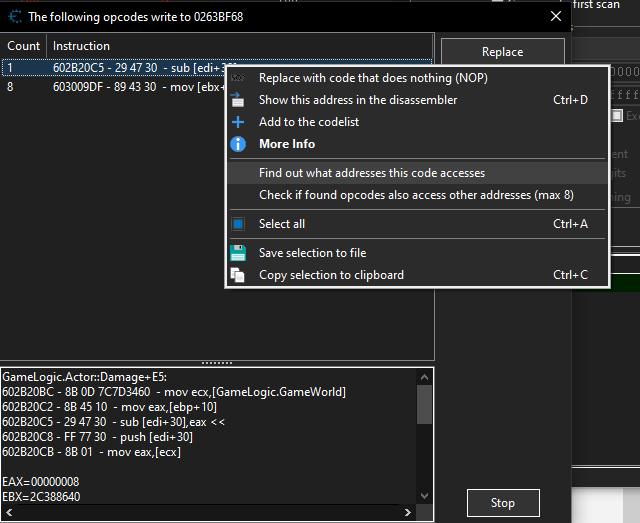 The following opcodes write to 0263BF68
first scan
Count Instruction
Replace
1 602B20C5 - 29 47 30 - sub [edi+30]
8 603009DF - 89 43 30 - mov [ebx+
Replace with code that does nothing (NOP)
Show this address in the disassembler Ctrl+D
Add to the codelist
More Info
Find out what addresses this code accesses
Check if found opcodes also access other addresses (max 8)
Select all Ctrl+A
Save selection to file
Copy selection to clipboard Ctrl+C
GameLogic.Actor::Damage+E5:
602B20BC - 8B 0D 7C7D3460 - mov ecx,[GameLogic.GameWorld]
602B20C2 - 8B 45 10 - mov eax,[ebp+10]
602B20C5 - 29 47 30 - sub [edi+30],eax <<
602B20C8 - FF 77 30 - push [edi+30]
602B20CB - 8B 01 - mov eax,[ecx]
EAX=00000008
EBX=2C388640
Stop